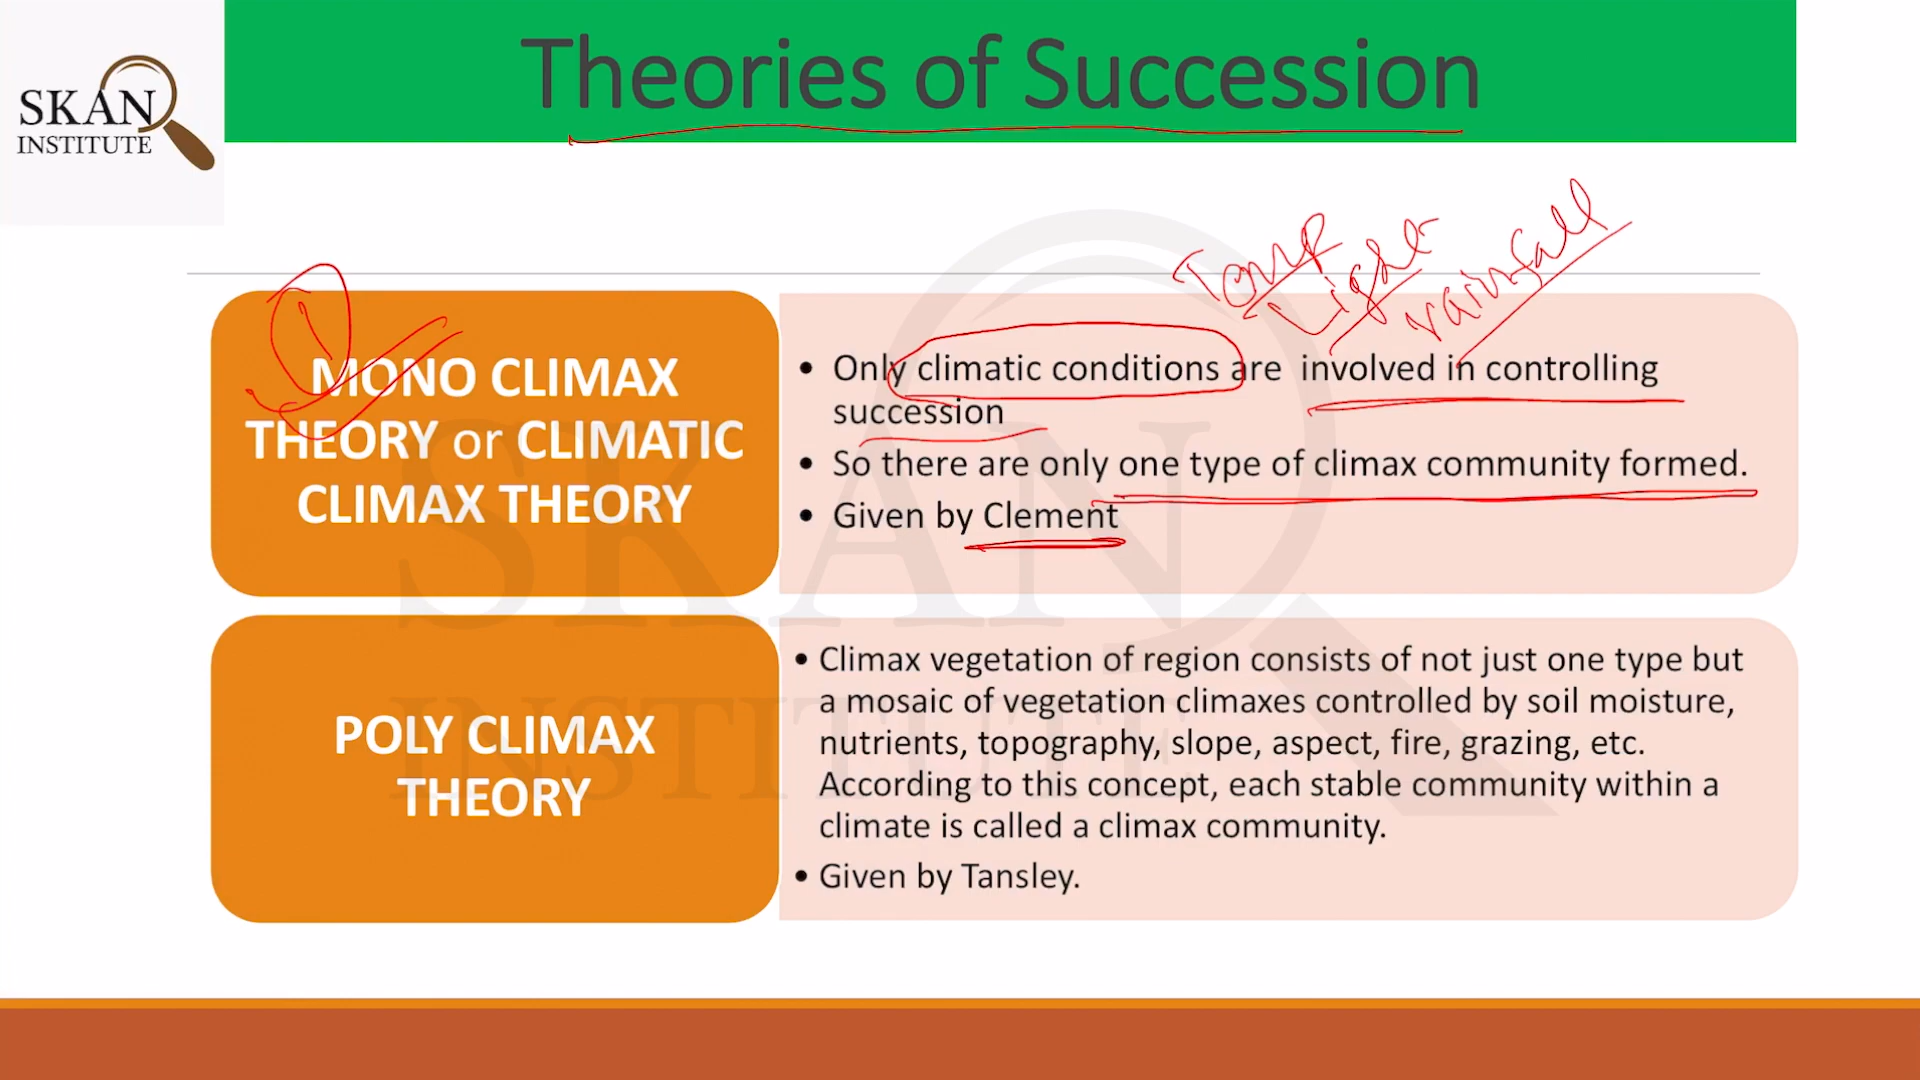 SKAN
INSTITUTE
Theories of Succession
Temp
Light
rainfall
1
MONO CLIMAX
THEORY or CLIMATIC
CLIMAX THEORY
• Only climatic conditions are involved in controlling
succession
• So there are only one type of climax community formed.
• Given by Clement
POLY CLIMAX
THEORY
• Climax vegetation of region consists of not just one type but
a mosaic of vegetation climaxes controlled by soil moisture,
nutrients, topography, slope, aspect, fire, grazing, etc.
According to this concept, each stable community within a
climate is called a climax community.
• Given by Tansley.
SKAN
INSTITUTE